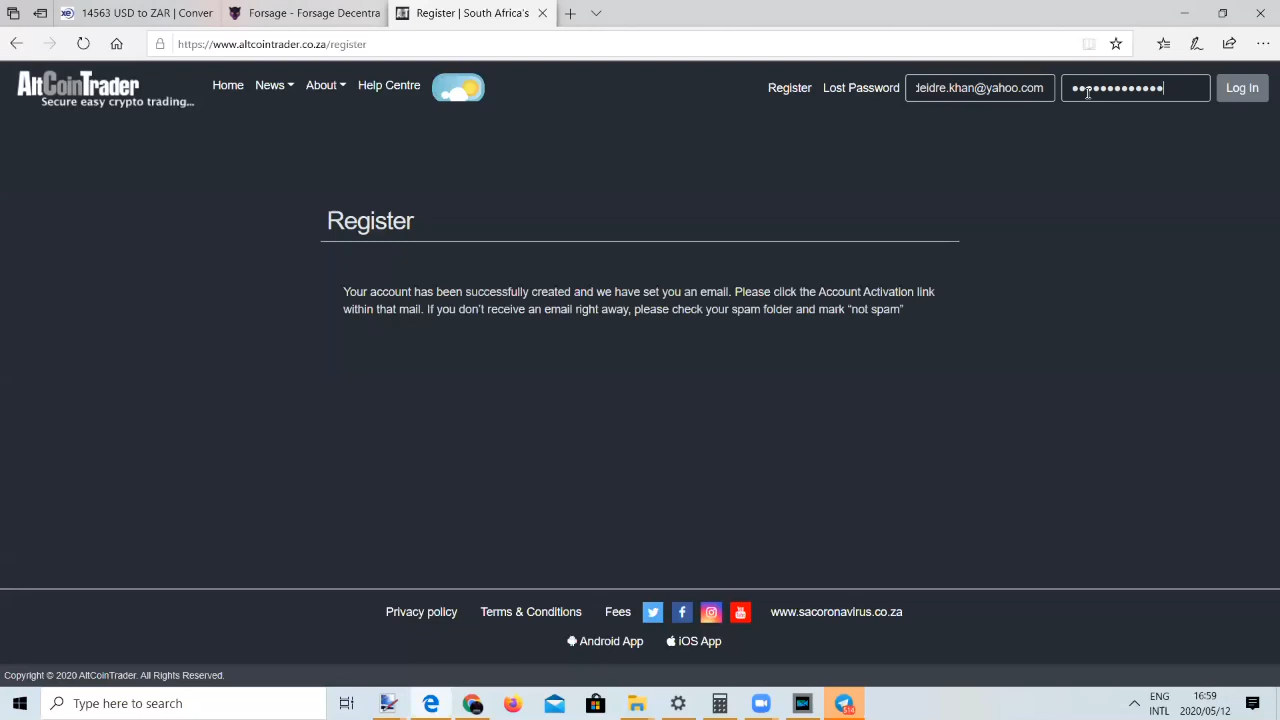 14563 USD to ZAR | Conver
Forsage - Forsage Decentra
Register | South Africa's
https://www.altcointrader.co.za/register
AltCoinTrader
Secure easy crypto trading...
Home
News
About
Help Centre
Register
Lost Password
deidre.khan@yahoo.com
Log In
Register
Your account has been successfully created and we have set you an email. Please click the Account Activation link
within that mail. If you don't receive an email right away, please check your spam folder and mark “not spam”
Privacy policy
Terms & Conditions
Fees
www.sacoronavirus.co.za
Android App
iOS App
Copyright © 2020 AltCoinTrader. All Rights Reserved.
Type here to search
ENG
INTL
16:59
2020/05/12